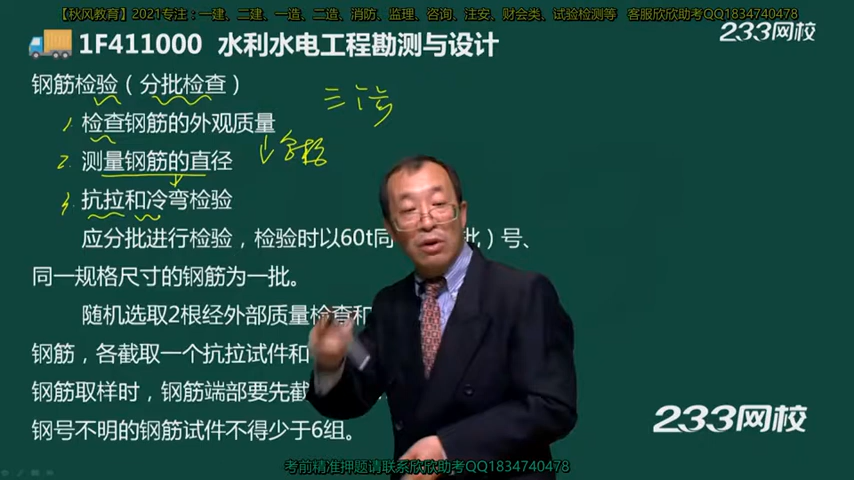 【秋风教育】2021专注：一建、二建、一造、二造、消防、监理、咨询、注安、财会类、试验检测等 客服欣欣助考QQ1834740478
233网校
1F411000 水利水电工程勘测与设计
钢筋检验（分批检查）
1. 检查钢筋的外观质量
合格
2. 测量钢筋的直径
3. 抗拉和冷弯检验
应分批进行检验，检验时以60t同
批）号、
同一规格尺寸的钢筋为一批。
随机选取2根经外部质量检查和
钢筋，各截取一个抗拉试件和
钢筋取样时，钢筋端部要先截
钢号不明的钢筋试件不得少于6组。
233网校
考前精准押题请联系欣欣助考QQ1834740478